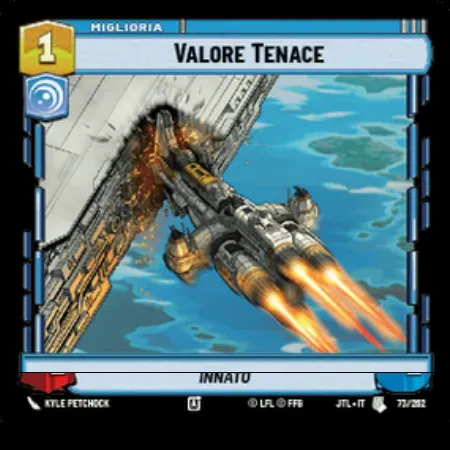 MIGLIORIA
1
VALORE TENACE
INNATO
KYLE PETCHOCK
© LFL © FFG
JTL • IT
73/262